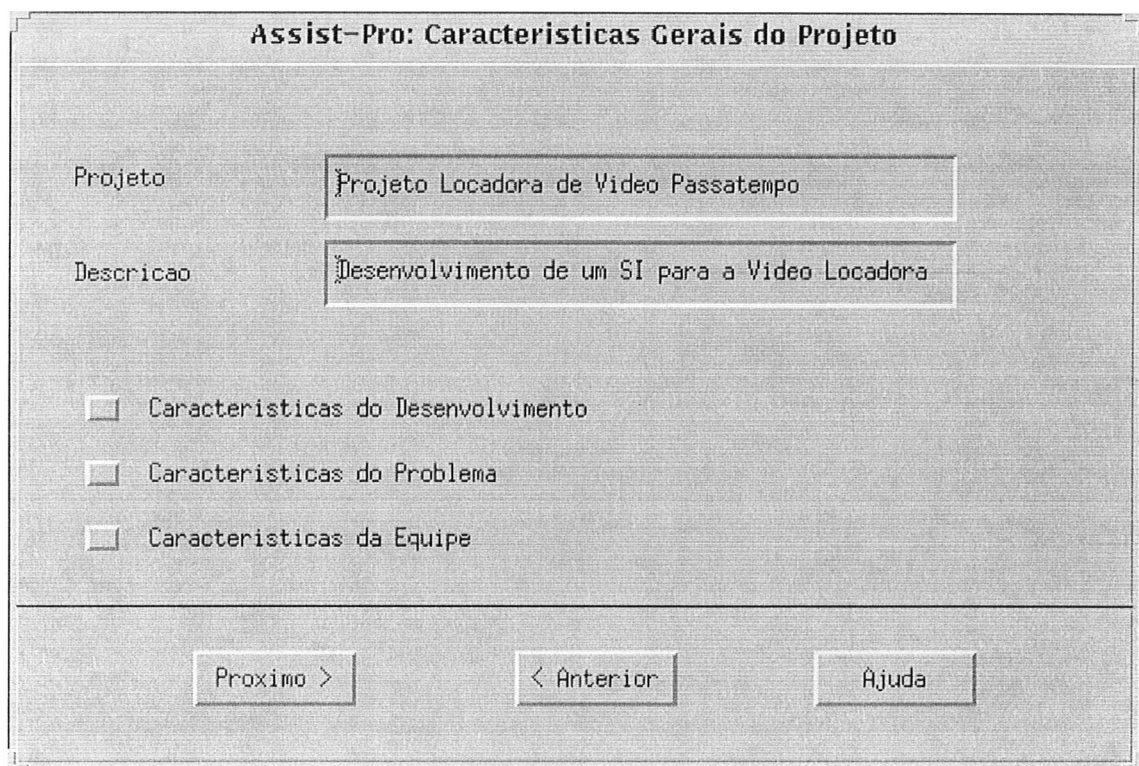 Assist-Pro: Caracteristicas Gerais do Projeto
Projeto
Projeto Locadora de Video Passatempo
Descricao
Desenvolvimento de um SI para a Video Locadora
Caracteristicas do Desenvolvimento
Caracteristicas do Problema
Caracteristicas da Equipe
Proximo > < Anterior Ajuda